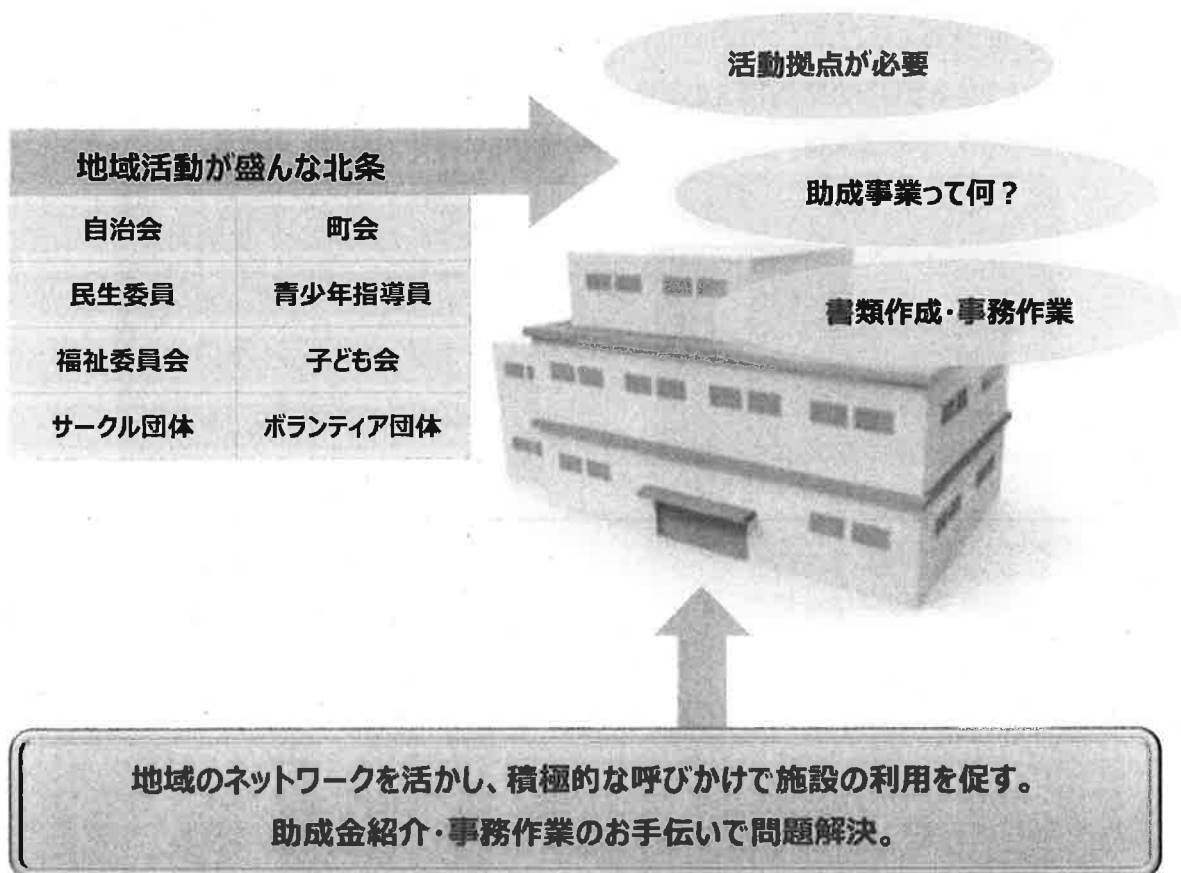 活動拠点が必要
地域活動が盛んな北条
助成事業って何？
自治会 町会
民生委員 青少年指導員
書類作成・事務作業
福祉委員会 子ども会
サークル団体 ボランティア団体
地域のネットワークを活かし、積極的な呼びかけで施設の利用を促す。
助成金紹介・事務作業のお手伝いで問題解決。